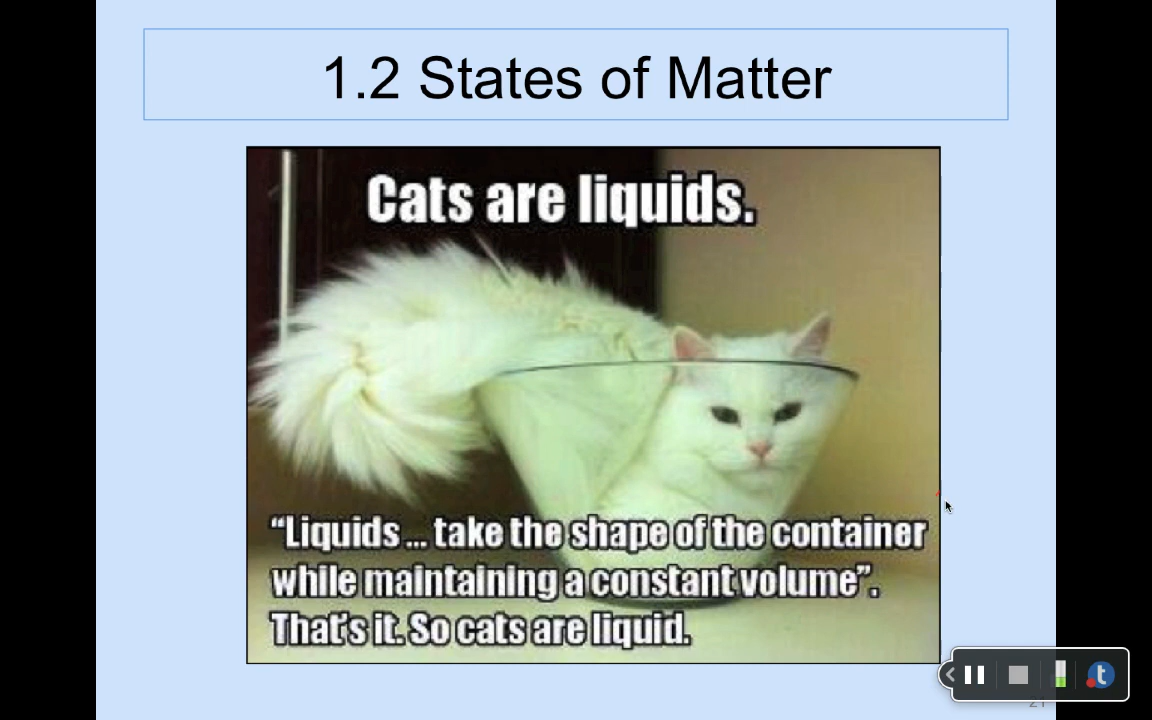 1.2 States of Matter
Cats are liquids.
“Liquids ... take the shape of the container
while maintaining a constant volume”.
That's it. So cats are liquid.
t